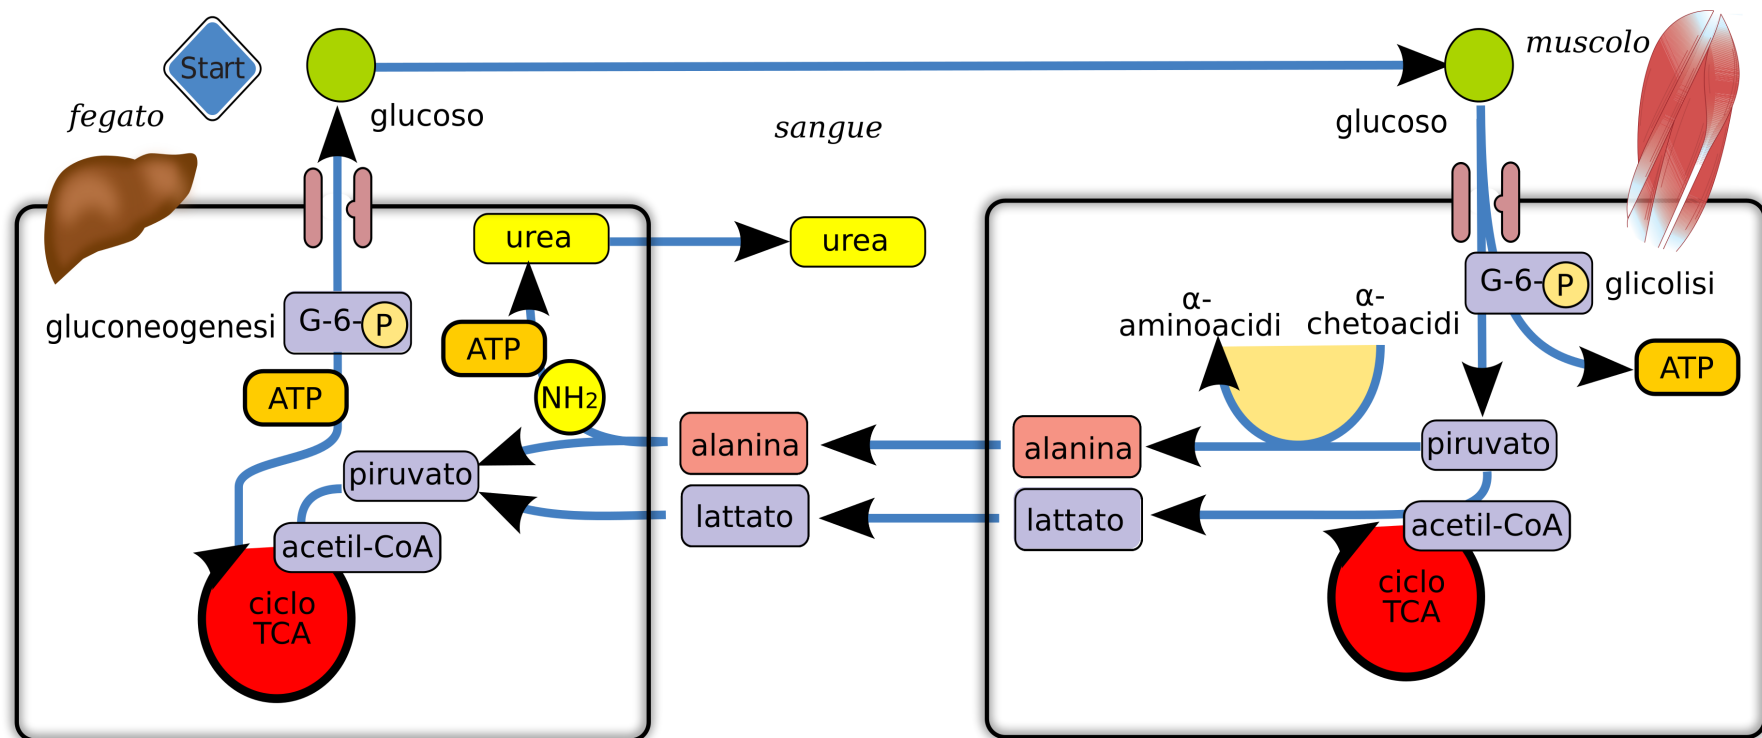 Start
fegato
glucoso
sangue
glucoso
muscolo
urea
urea
gluconeogenesi
G-6-P
ATP
ATP
NH2
piruvato
acetil-CoA
ciclo
TCA
alanina
lattato
α-
aminoacidi
α-
chetoacidi
G-6-P
glicolisi
ATP
alanina
piruvato
lattato
acetil-CoA
ciclo
TCA